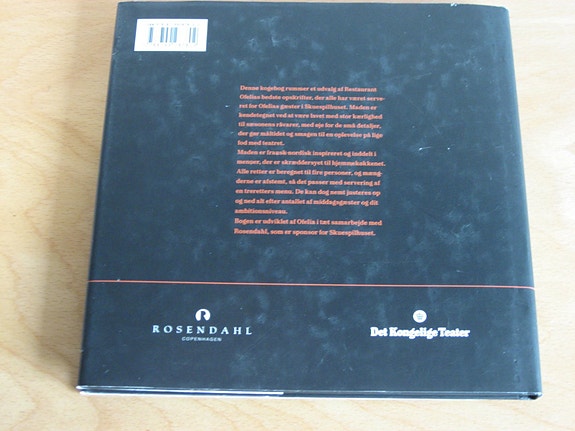 Denne kogebog rummer et udvalg af Restaurant
Ofelias bedste opskrifter, der alle har været serve-
ret for Ofelias gæster i Skuespilhuset. Maden er
kendetegnet ved at være lavet med stor kærlighed
til sæsonens råvarer, med øje for de små detaljer,
der gør måltidet og smagen til en oplevelse på lige
fod med teatret.
Maden er fransk-nordisk inspireret og inddelt i
menuer, der er skræddersyet til hjemmekøkkenet.
Alle retter er beregnet til fire personer, og mæng-
derne er afstemt, så det passer med servering af
en treretters menu. De kan dog nemt justeres op
og ned alt efter antallet af middagsgæster og dit
ambitionsniveau.
Bogen er udviklet af Ofelia i tæt samarbejde med
Rosendahl, som er sponsor for Skuespilhuset.
ROSENDAHL
COPENHAGEN
Det Kongelige Teater